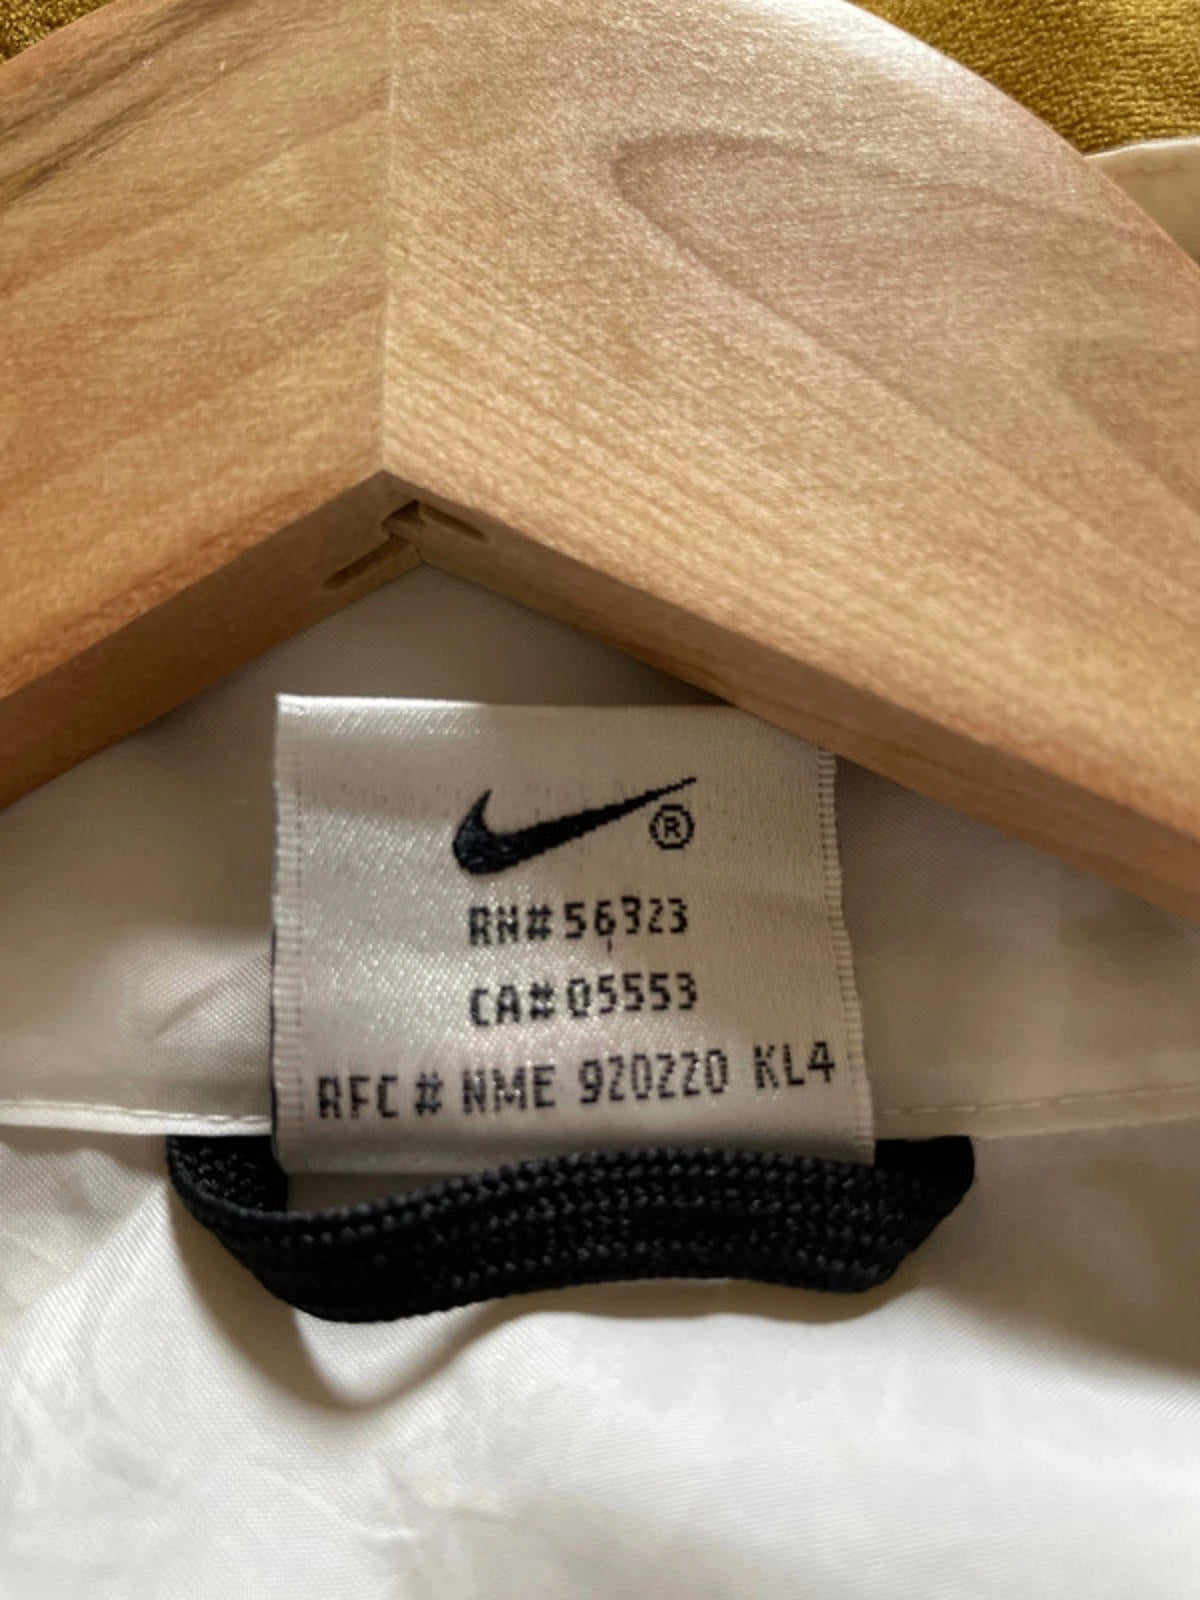 ®
RN#56323
CA#05553
RFC # NME 920220 KL4